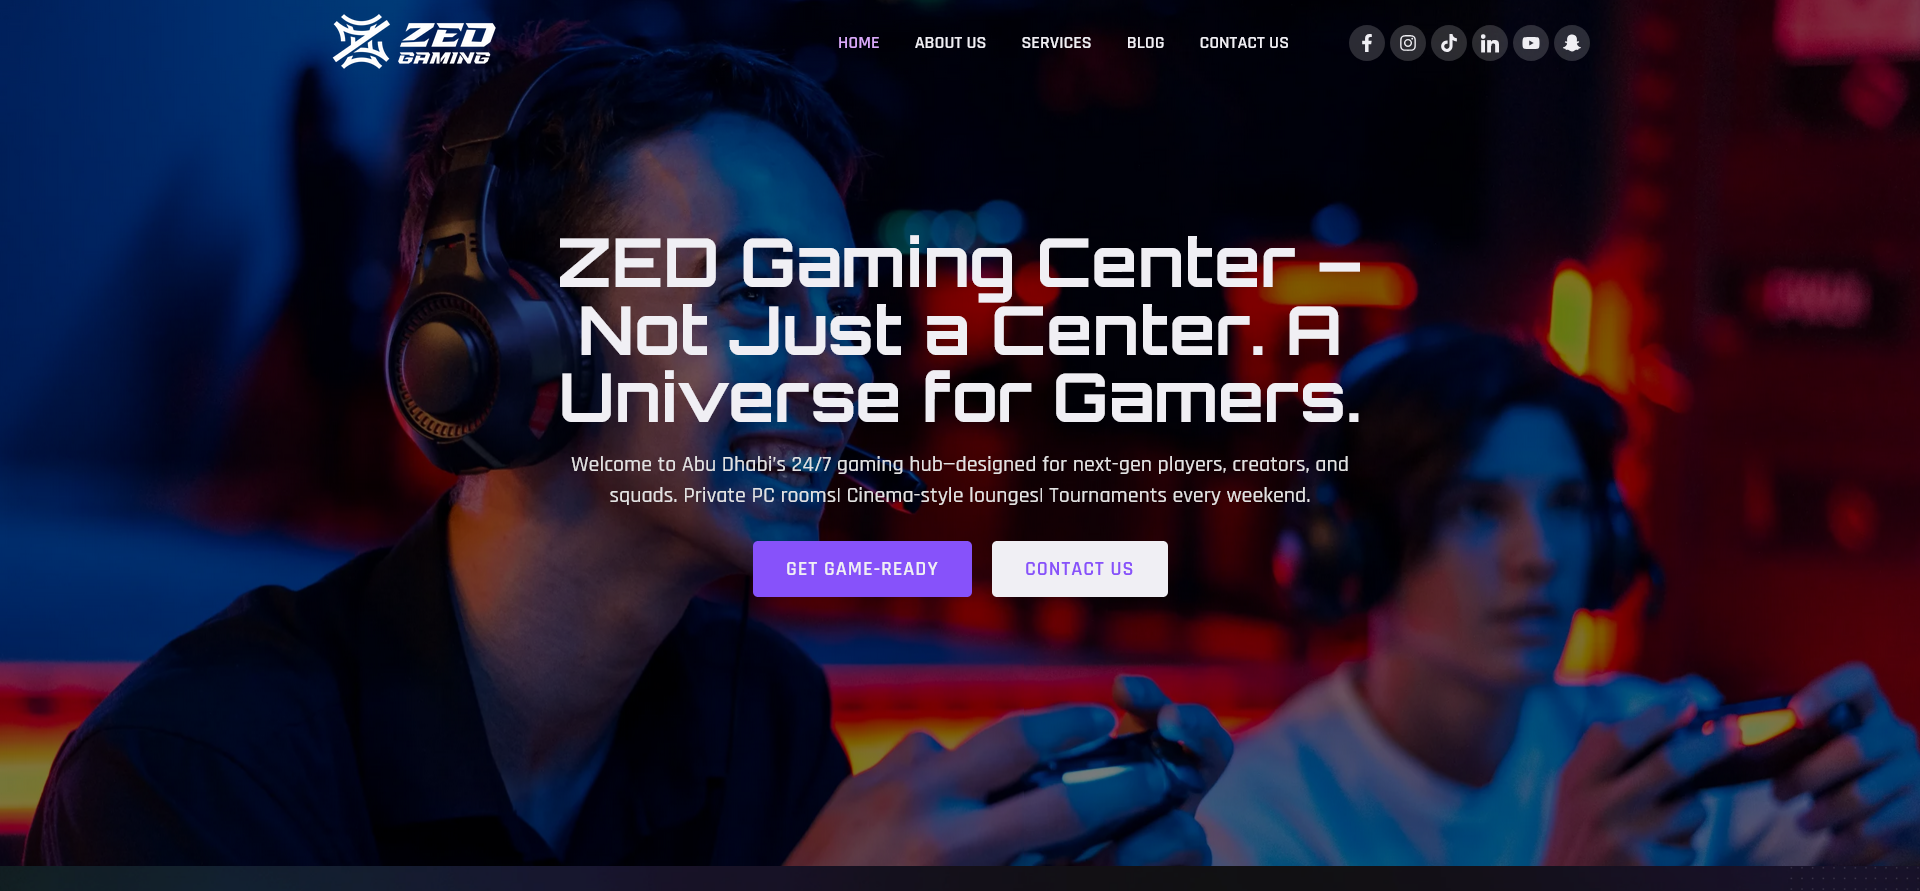 ZED
GAMING
HOME ABOUT US SERVICES BLOG CONTACT US
ZED Gaming Center –
Not Just a Center. A
Universe for Gamers.
Welcome to Abu Dhabi’s 24/7 gaming hub—designed for next-gen players, creators, and
squads. Private PC rooms| Cinema-style lounges| Tournaments every weekend.
GET GAME-READY CONTACT US